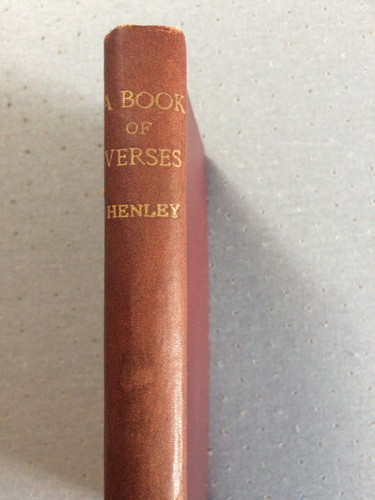 A BOOK
OF
VERSES
HENLEY